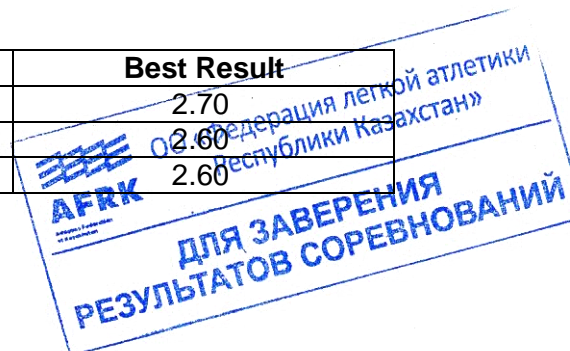 Best Result
2.70
2.60
2.60
ОО «Федерация легкой атлетики
Республики Казахстан»
AFRK
ДЛЯ ЗАВЕРЕНИЯ
РЕЗУЛЬТАТОВ СОРЕВНОВАНИЙ